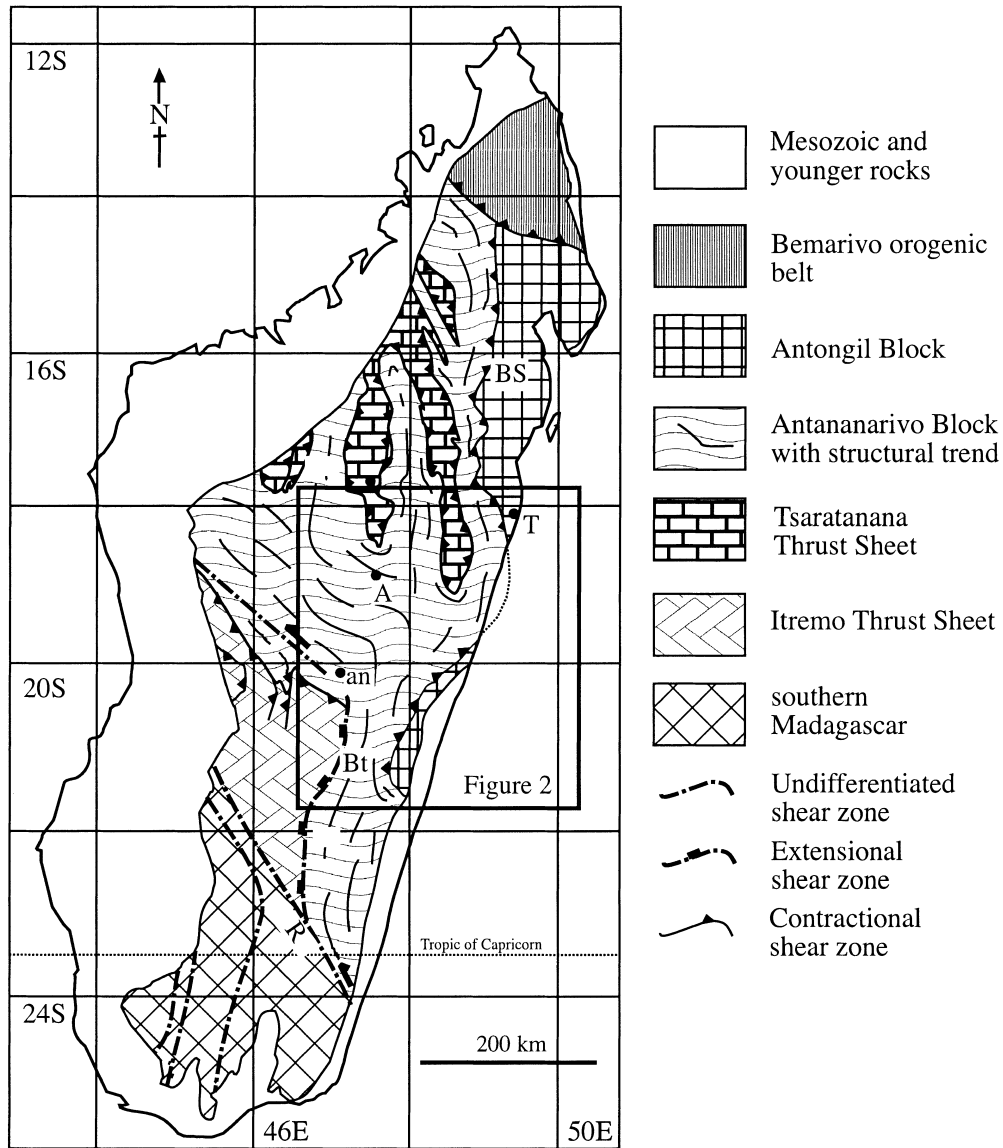 12S
N
16S
BS
T
A
20S
an
Bt
Figure 2
Tropic of Capricorn
24S
200 km
46E
50E
Mesozoic and
younger rocks
Bemarivo orogenic
belt
Antongil Block
Antananarivo Block
with structural trend
Tsaratanana
Thrust Sheet
Itremo Thrust Sheet
southern
Madagascar
Undifferentiated
shear zone
Extensional
shear zone
Contractional
shear zone